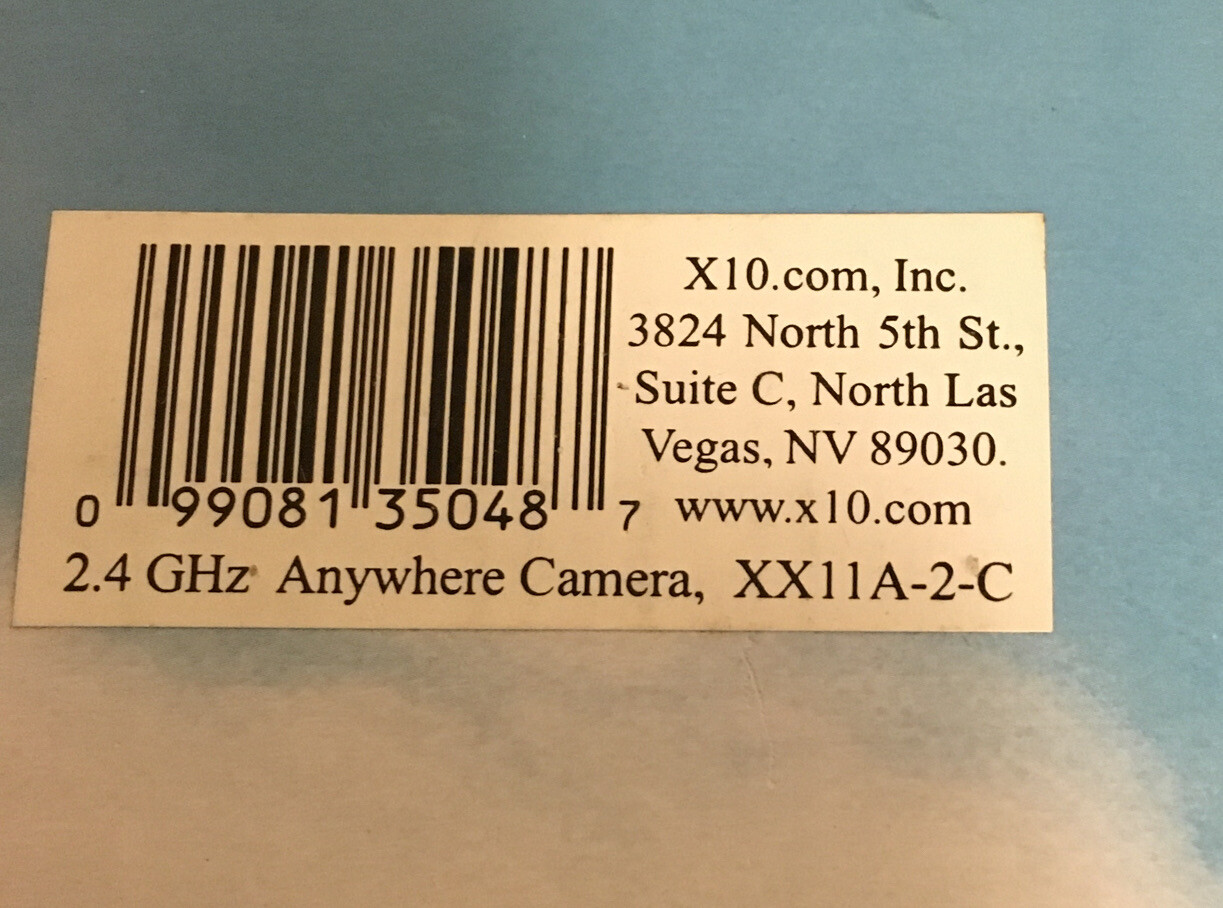 X10.com, Inc.
3824 North 5th St.,
Suite C, North Las
Vegas, NV 89030.
www.x10.com
0 99081 35048 7
2.4 GHz Anywhere Camera, XX11A-2-C